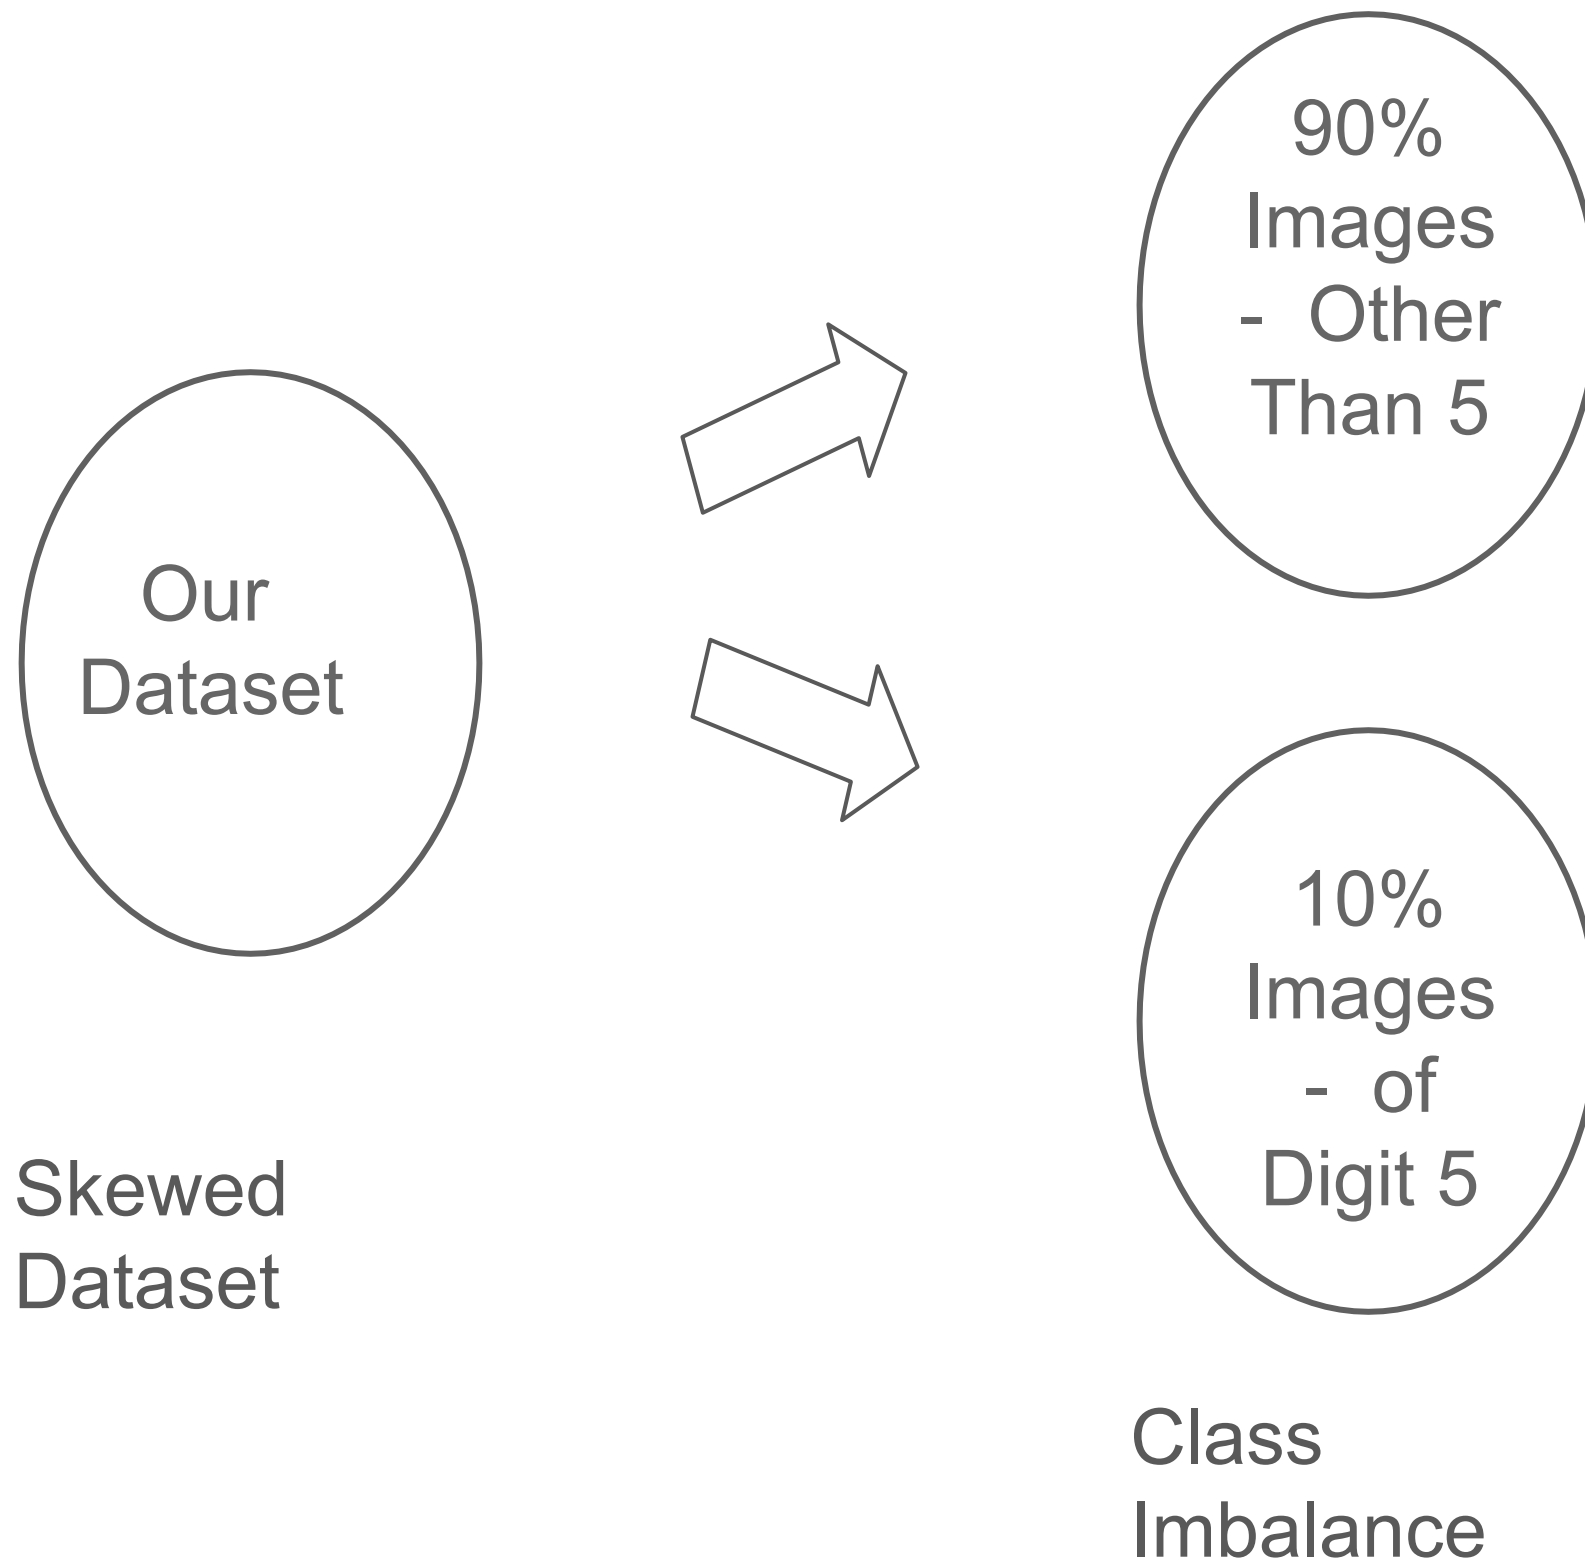 90%
Images
- Other
Than 5
Our
Dataset
10%
Images
- of
Digit 5
Skewed
Dataset
Class
Imbalance